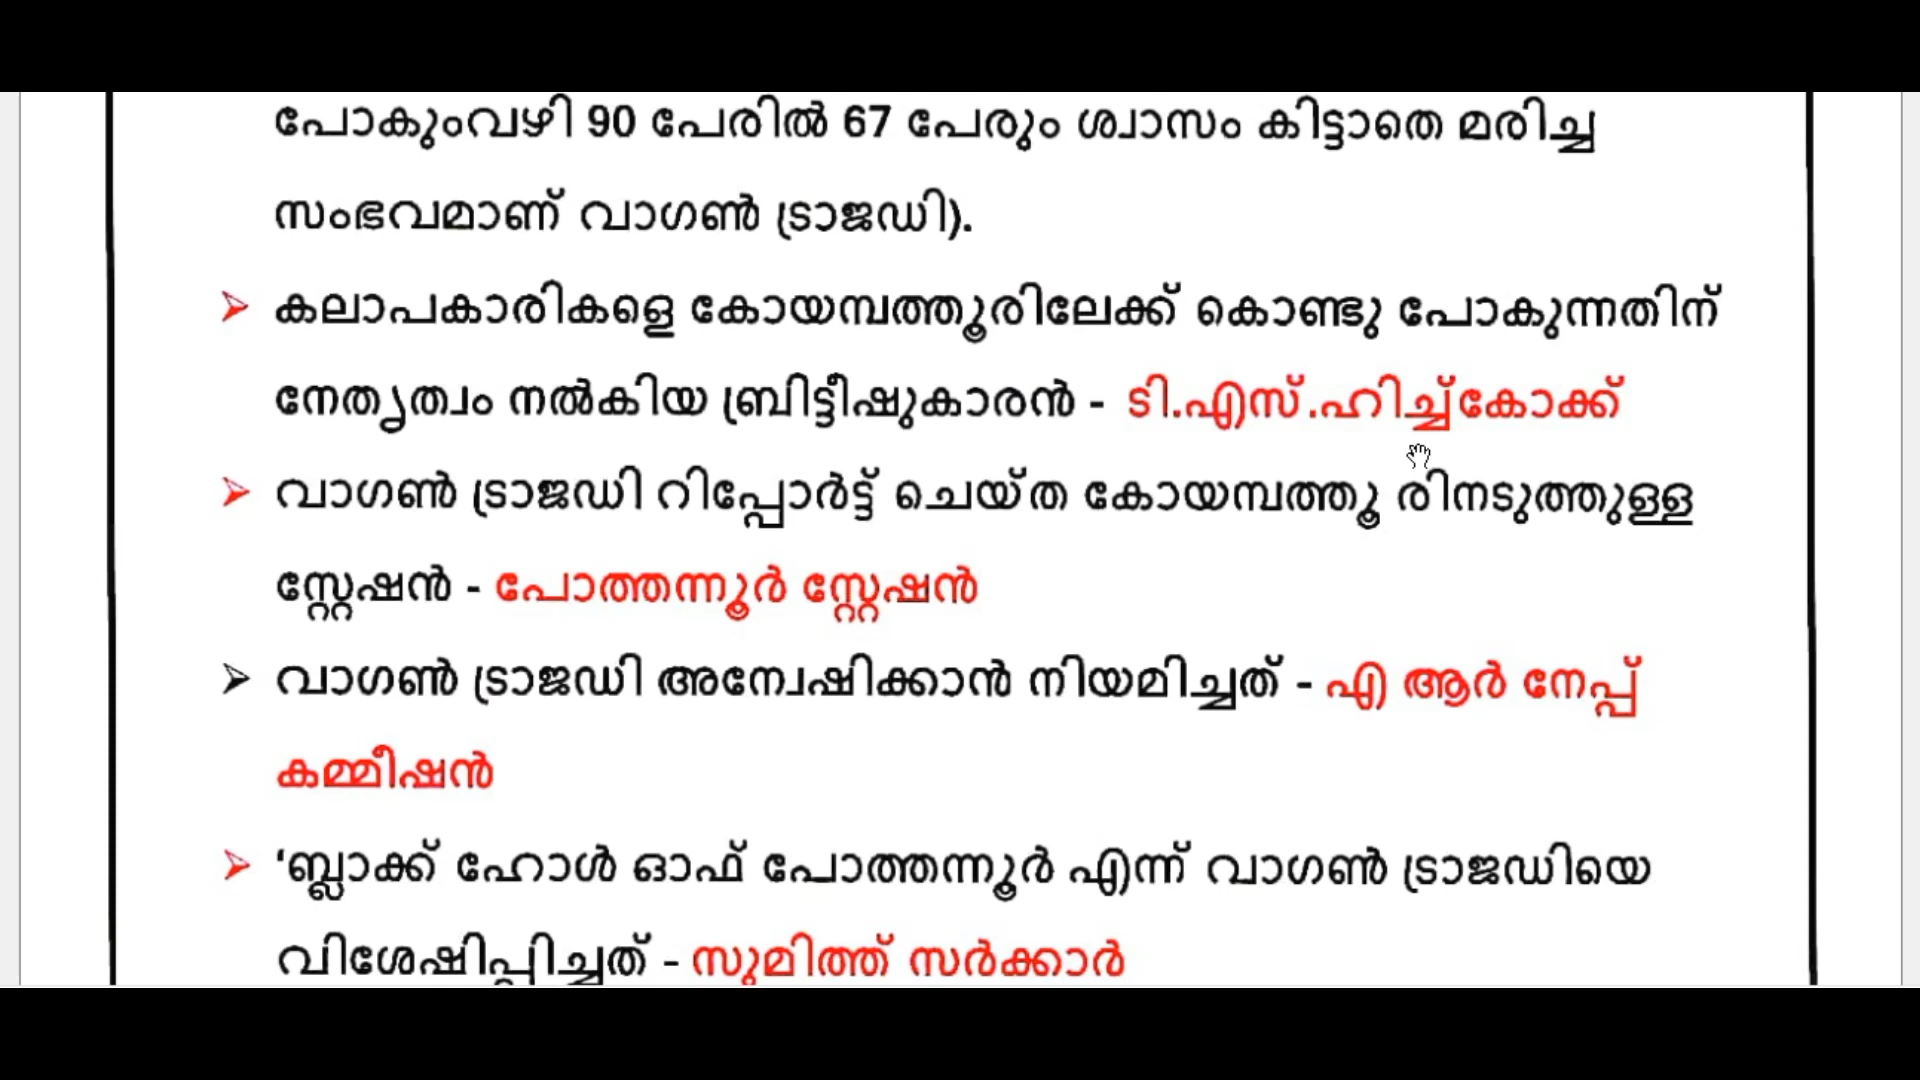 പോകുംവഴി 90 പേരിൽ 67 പേരും ശ്വാസം കിട്ടാതെ മരിച്ച
സംഭവമാണ് വാഗൺ ട്രാജഡി).
➢ കലാപകാരികളെ കോയമ്പത്തൂരിലേക്ക് കൊണ്ടു പോകുന്നതിന്
നേതൃത്വം നൽകിയ ബ്രിട്ടീഷുകാരൻ - ടി.എസ്.ഹിച്ച്കോക്ക്
➢ വാഗൺ ട്രാജഡി റിപ്പോർട്ട് ചെയ്ത കോയമ്പത്തൂ രിനടുത്തുള്ള
സ്റ്റേഷൻ - പോത്തന്നൂർ സ്റ്റേഷൻ
➢ വാഗൺ ട്രാജഡി അന്വേഷിക്കാൻ നിയമിച്ചത് - എ ആർ നേപ്പ്
കമ്മീഷൻ
➢ ‘ബ്ലാക്ക് ഹോൾ ഓഫ് പോത്തന്നൂർ എന്ന് വാഗൺ ട്രാജഡിയെ
വിശേഷിപ്പിച്ചത് - സുമിത്ത് സർക്കാർ